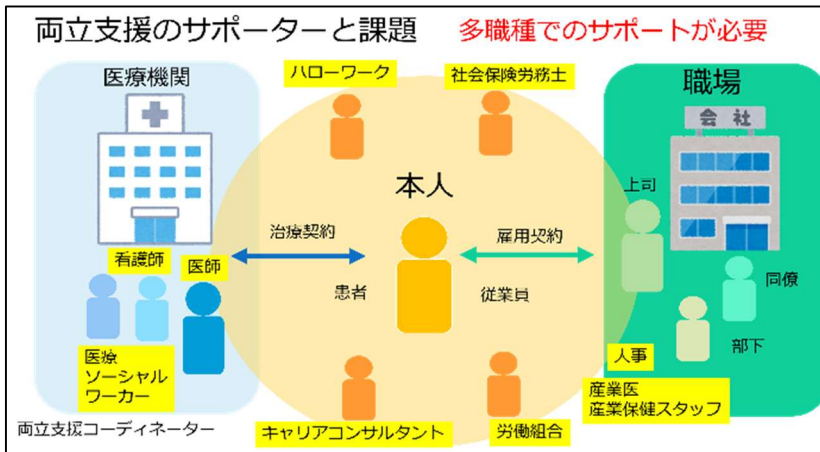 両立支援のサポーターと課題
多職種でのサポートが必要
医療機関
ハローワーク
社会保険労務士
職場
会社
本人
上司
治療契約
雇用契約
看護師
医師
患者
従業員
同僚
部下
医療
ソーシャル
ワーカー
人事
産業医
産業保健スタッフ
両立支援コーディネーター
キャリアコンサルタント
労働組合